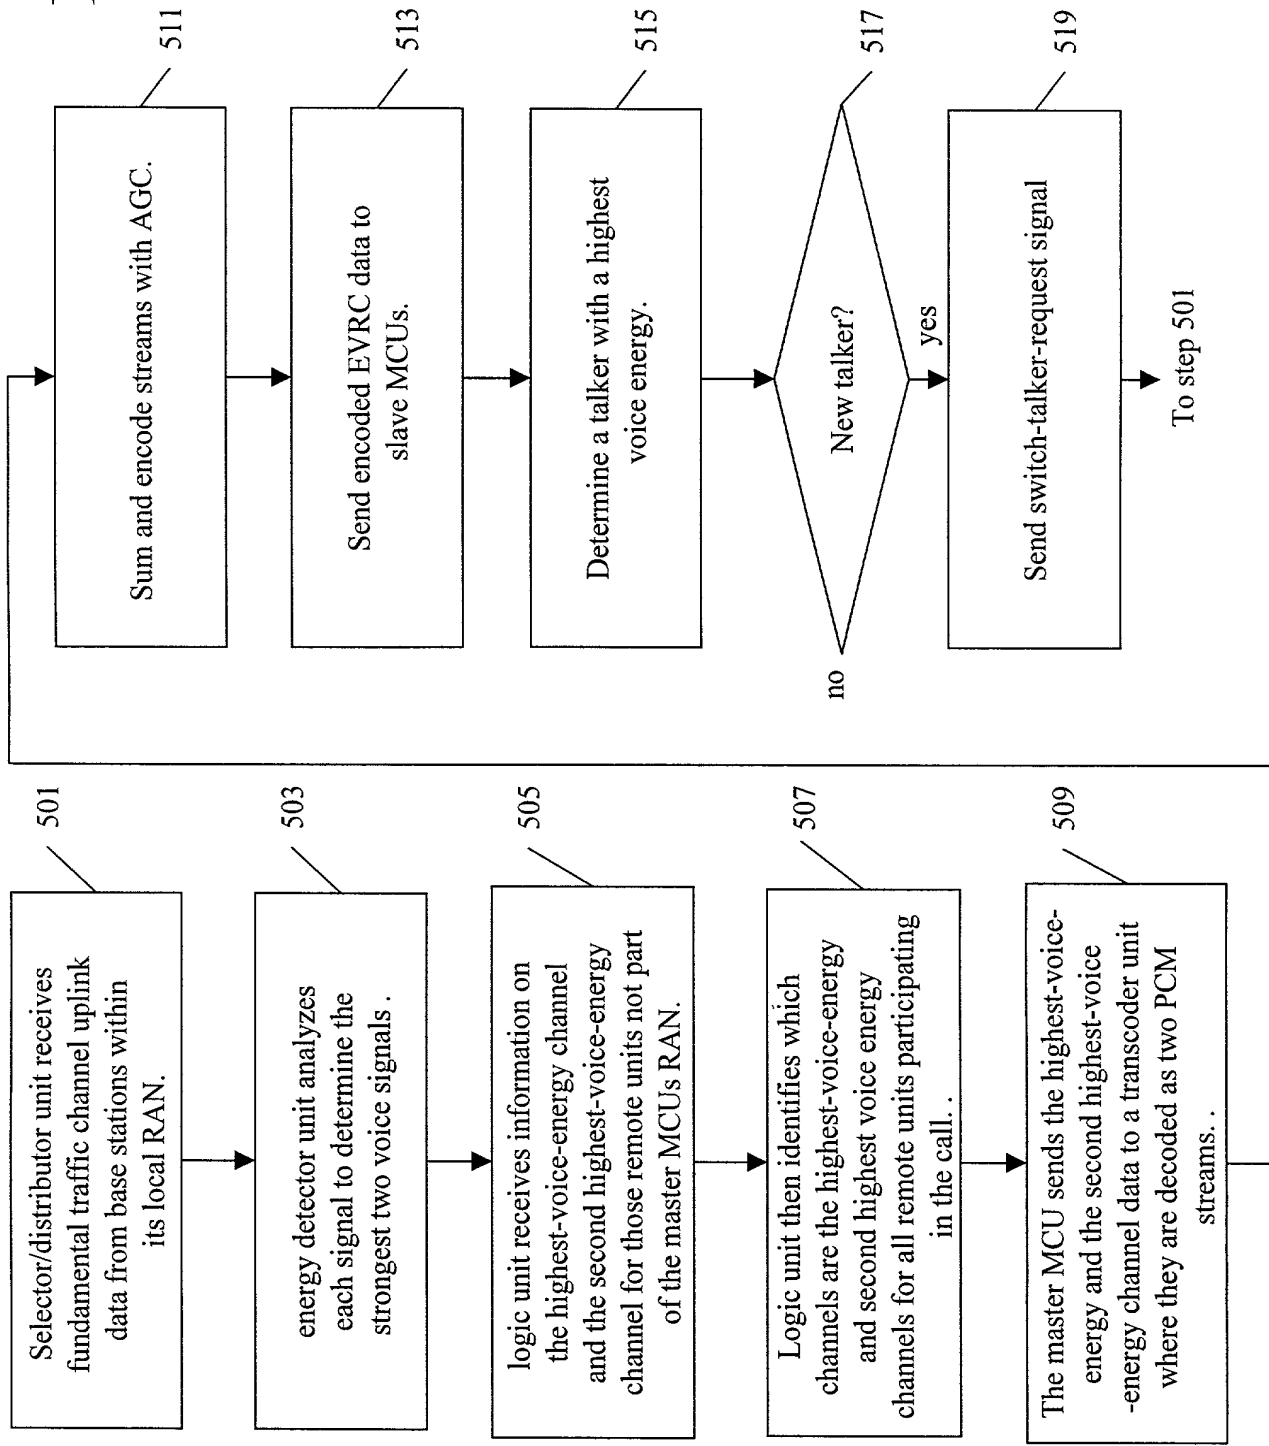 501
Selector/distributor unit receives
fundamental traffic channel uplink
data from base stations within
its local RAN.
503
energy detector unit analyzes
each signal to determine the
strongest two voice signals .
505
logic unit receives information on
the highest-voice-energy channel
and the second highest-voice-energy
channel for those remote units not part
of the master MCUs RAN.
507
Logic unit then identifies which
channels are the highest-voice-energy
and second highest voice energy
channels for all remote units participating
in the call. .
509
The master MCU sends the highest-voice-
energy and the second highest-voice
-energy channel data to a transcoder unit
where they are decoded as two PCM
streams. .
511
Sum and encode streams with AGC.
513
Send encoded EVRC data to
slave MCUs.
515
Determine a talker with a highest
voice energy.
517
New talker?
no
yes
519
Send switch-talker-request signal
To step 501